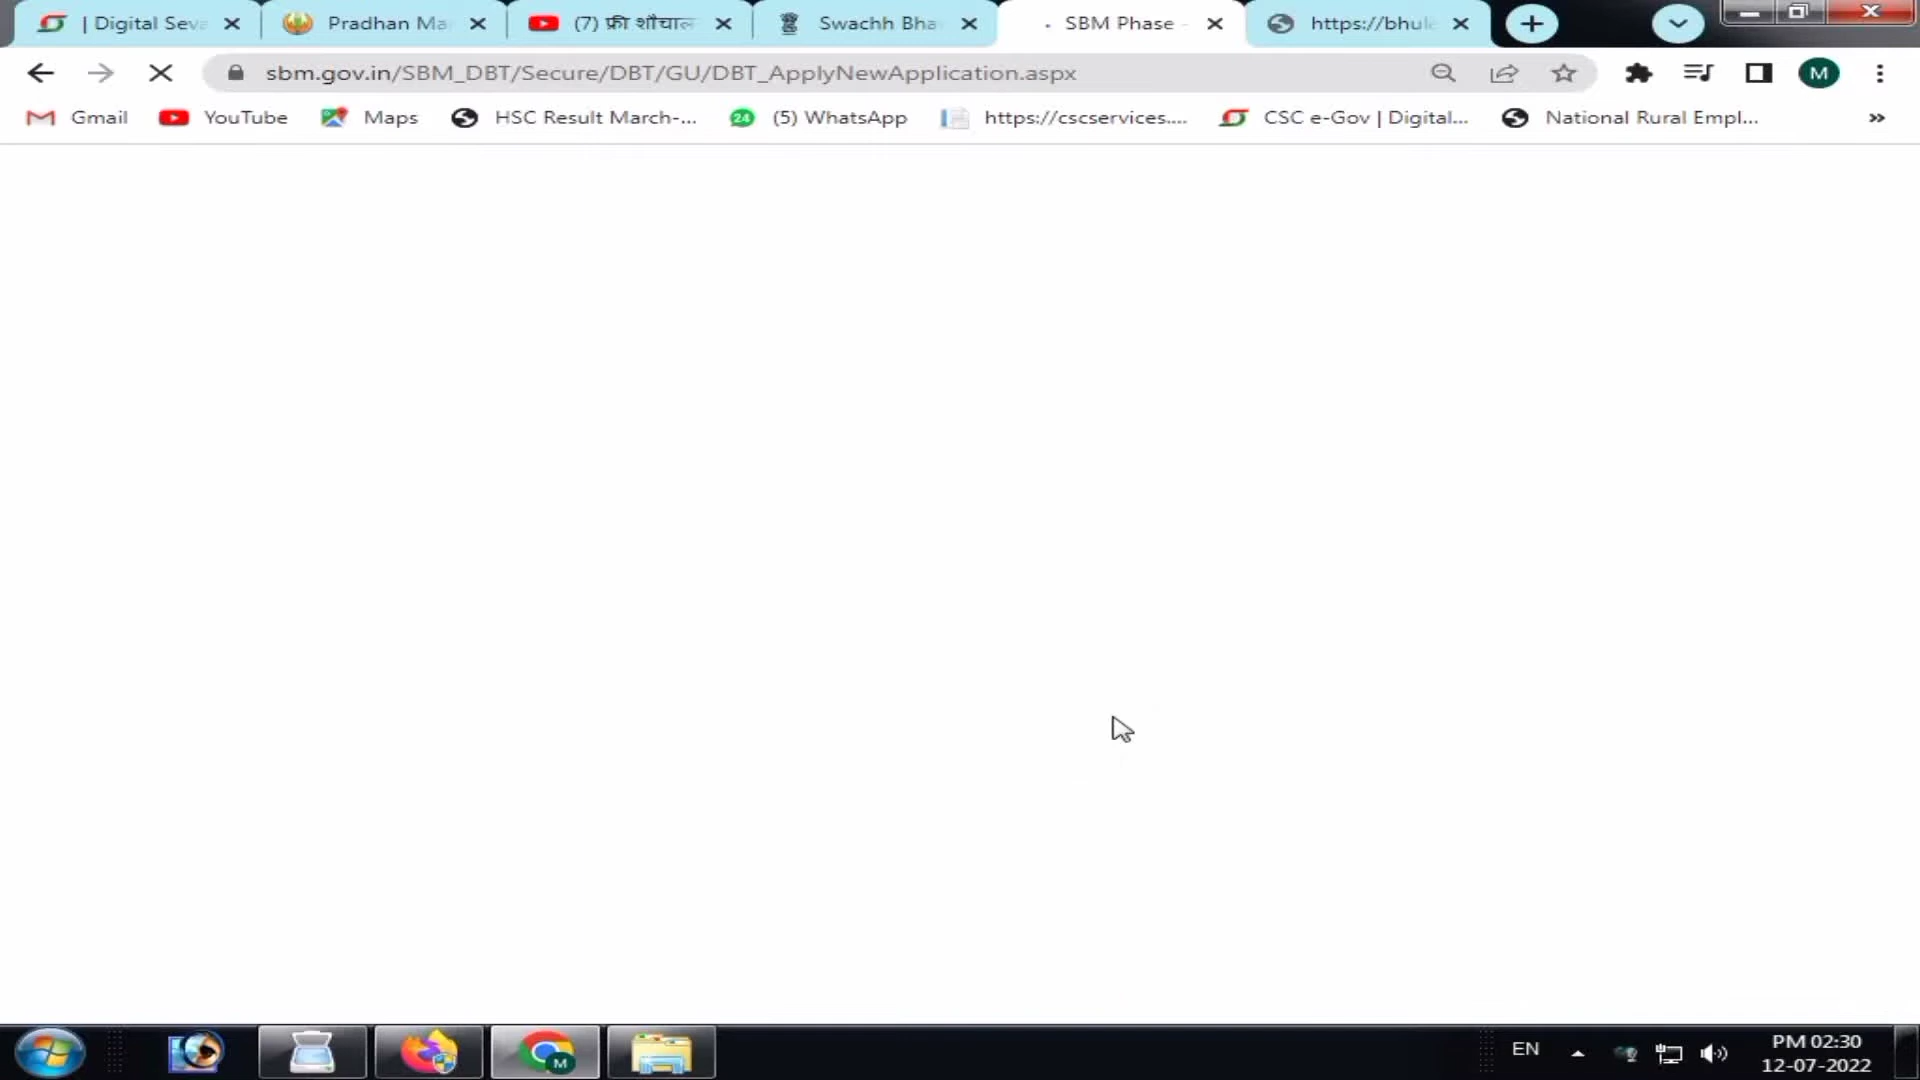 | Digital Seva
Pradhan Ma
(7) फ्री शौचाल
Swachh Bha
SBM Phase -
https://bhule
sbm.gov.in/SBM_DBT/Secure/DBT/GU/DBT_ApplyNewApplication.aspx
M
Gmail
YouTube
Maps
HSC Result March-...
24
(5) WhatsApp
https://cscservices....
CSC e-Gov | Digital...
National Rural Empl...
»
M
EN
PM 02:30
12-07-2022